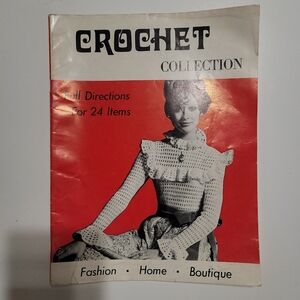 CROCHET
COLLECTION
Full Directions
For 24 Items
Fashion • Home • Boutique